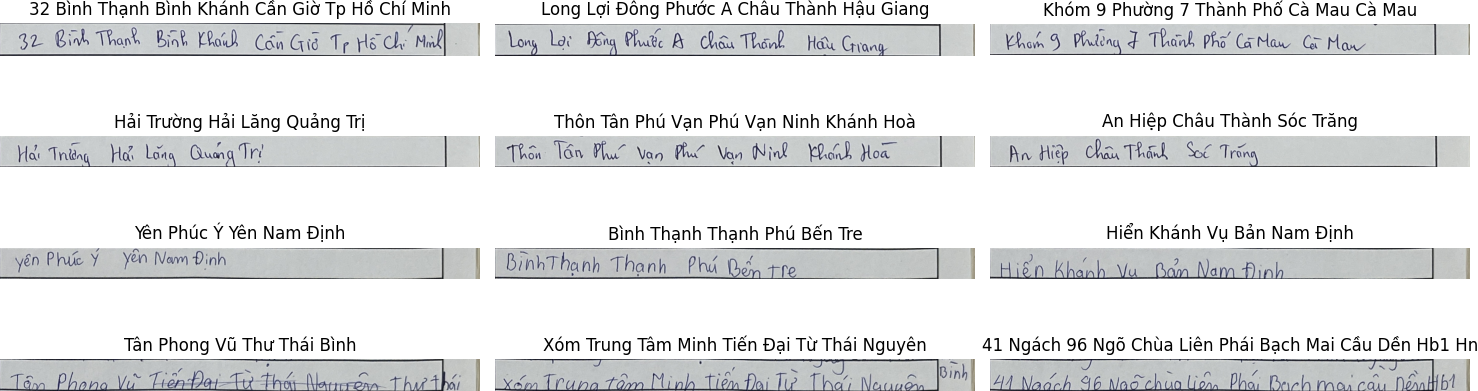 32 Bình Thạnh Bình Khánh Cần Giờ Tp Hồ Chí Minh
32 Bình Thạnh Bình Khánh Cần Giờ Tp Hồ Chí Minh
Long Lợi Đông Phước A Châu Thành Hậu Giang
Long Lợi Đông Phước A Châu Thành Hậu Giang
Khóm 9 Phường 7 Thành Phố Cà Mau Cà Mau
Khóm 9 Phường 7 Thành Phố Cà Mau Cà Mau
Hải Trường Hải Lăng Quảng Trị
Hải Trường Hải Lăng Quảng Trị
Thôn Tân Phú Vạn Phú Vạn Ninh Khánh Hoà
Thôn Tân Phú Vạn Phú Vạn Ninh Khánh Hoà
An Hiệp Châu Thành Sóc Trăng
An Hiệp Châu Thành Sóc Trăng
Yên Phúc Ý Yên Nam Định
Yên Phúc Ý Yên Nam Định
Bình Thạnh Thạnh Phú Bến Tre
Bình Thạnh Thạnh Phú Bến tre
Hiển Khánh Vụ Bản Nam Định
Hiển Khánh Vụ Bản Nam Định
Tân Phong Vũ Thư Thái Bình
Tân Phong Vũ Tiến Đại Từ Thái Nguyên Thư thái
Xóm Trung Tâm Minh Tiến Đại Từ Thái Nguyên
Bình
Xóm Trung tâm Minh Tiến Đại Từ Thái Nguyên
41 Ngách 96 Ngõ Chùa Liên Phái Bạch Mai Cầu Dền Hb1 Hn
41 Ngách 96 Ngõ chùa Liên Phái Bạch mai cầu Dền Hb1